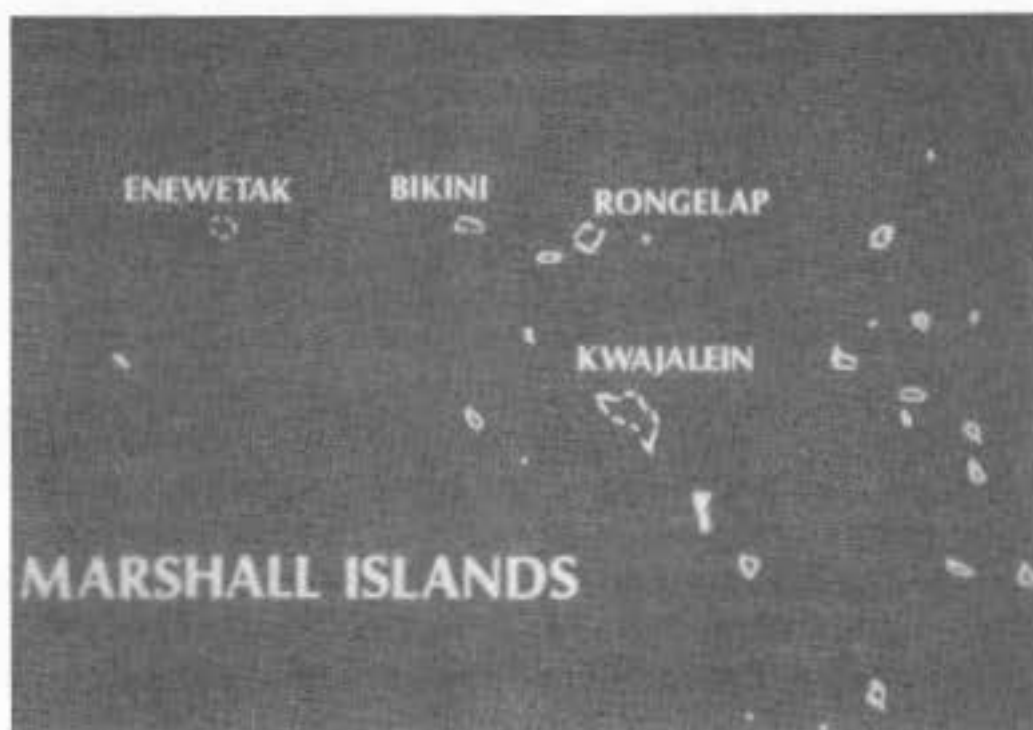 ENEWETAK
BIKINI
RONGELAP
KWAJALEIN
MARSHALL ISLANDS